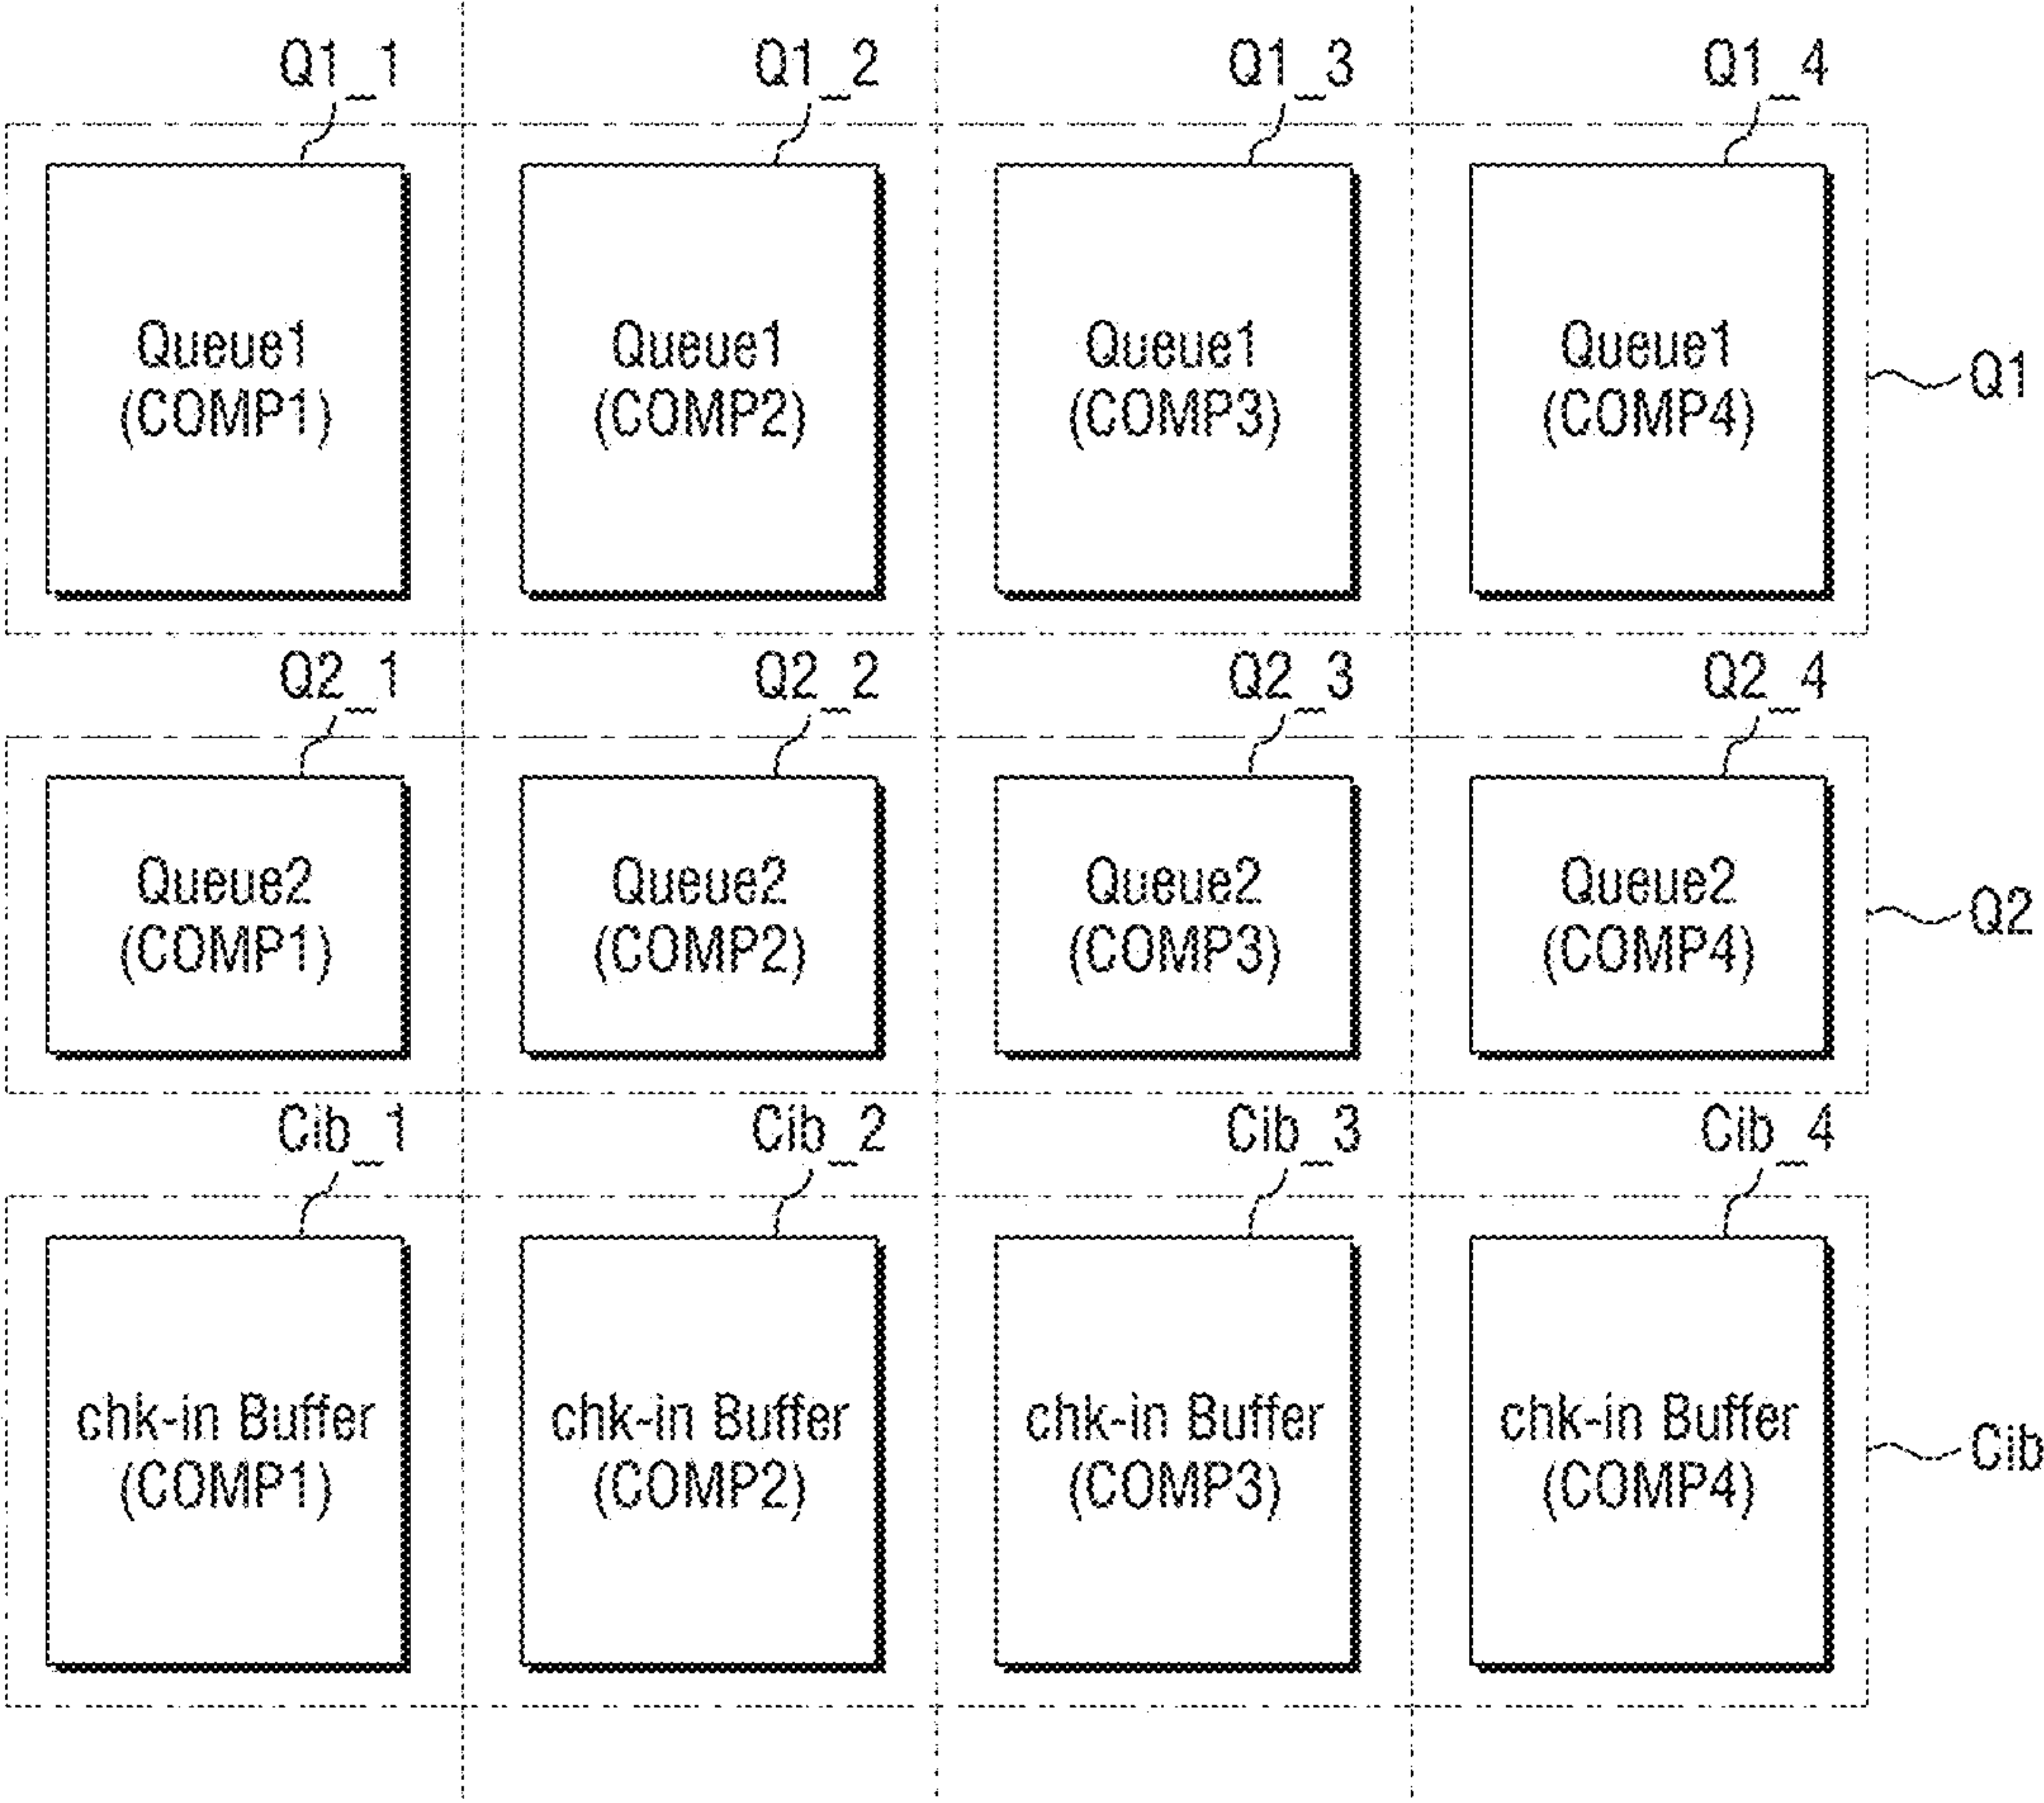 Q1_1 Q1_2 Q1_3 Q1_4
Queue1 Queue1 Queue1 Queue1
(COMP1) (COMP2) (COMP3) (COMP4)
Q1
Q2_1 Q2_2 Q2_3 Q2_4
Queue2 Queue2 Queue2 Queue2
(COMP1) (COMP2) (COMP3) (COMP4)
Q2
Cib_1 Cib_2 Cib_3 Cib_4
chk-in Buffer chk-in Buffer chk-in Buffer chk-in Buffer
(COMP1) (COMP2) (COMP3) (COMP4)
Cib